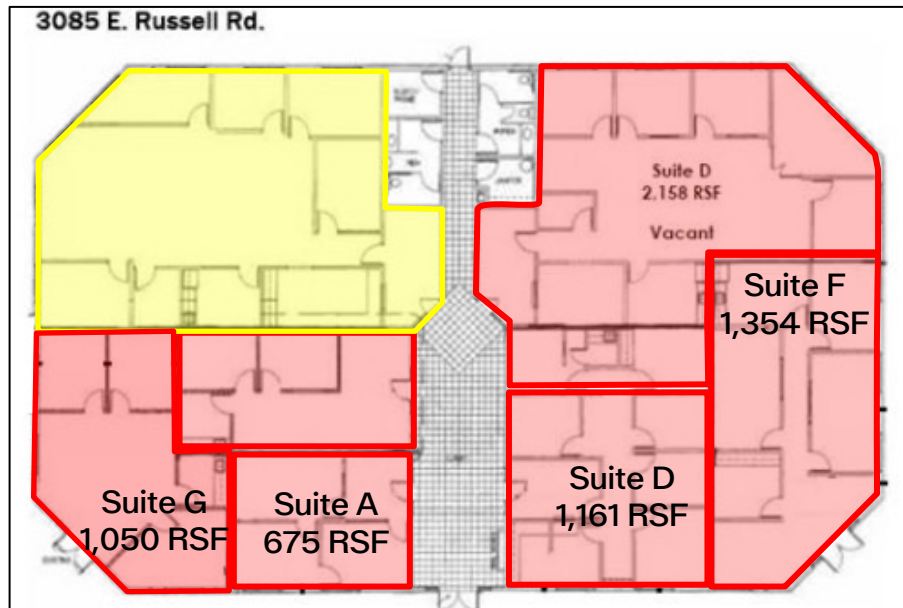 3085 E. Russell Rd.
MEN
Suite D
2.158 RSF
Vacant
Suite F
1,354 RSF
Suite G
1,050 RSF
Suite A
675 RSF
Suite D
1,161 RSF